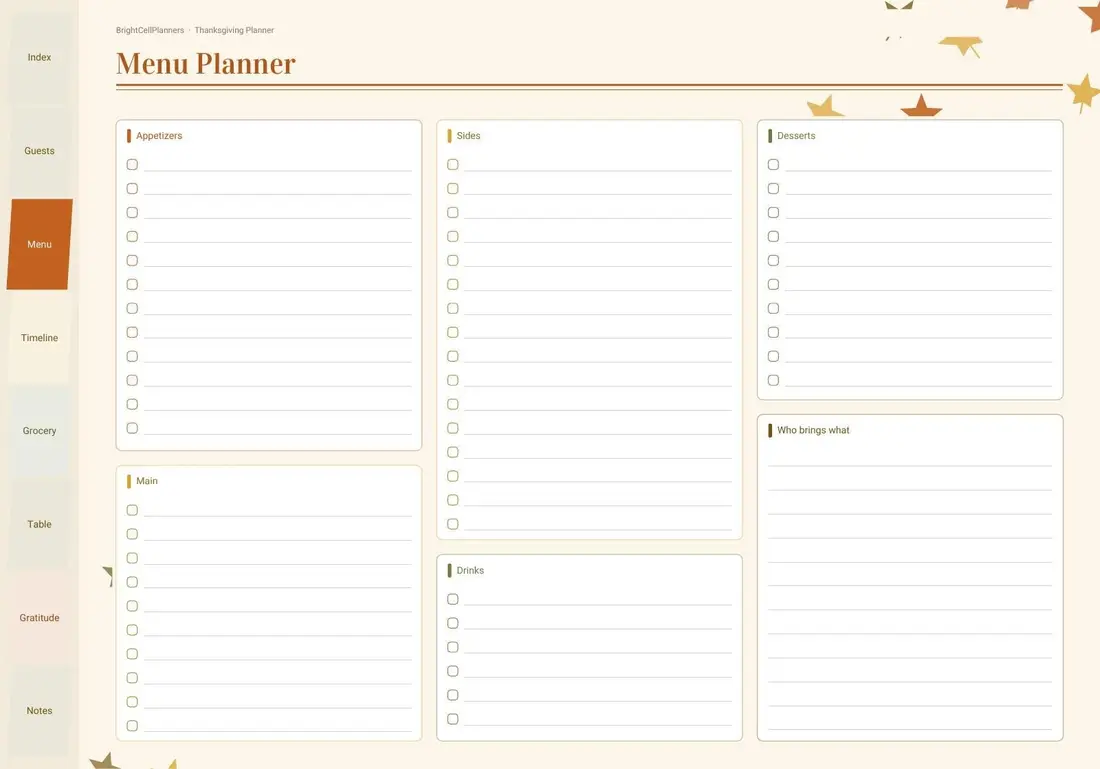 BrightCellPlanners · Thanksgiving Planner
Menu Planner
Index
Guests
Menu
Timeline
Grocery
Table
Gratitude
Notes
Appetizers
Main
Sides
Drinks
Desserts
Who brings what